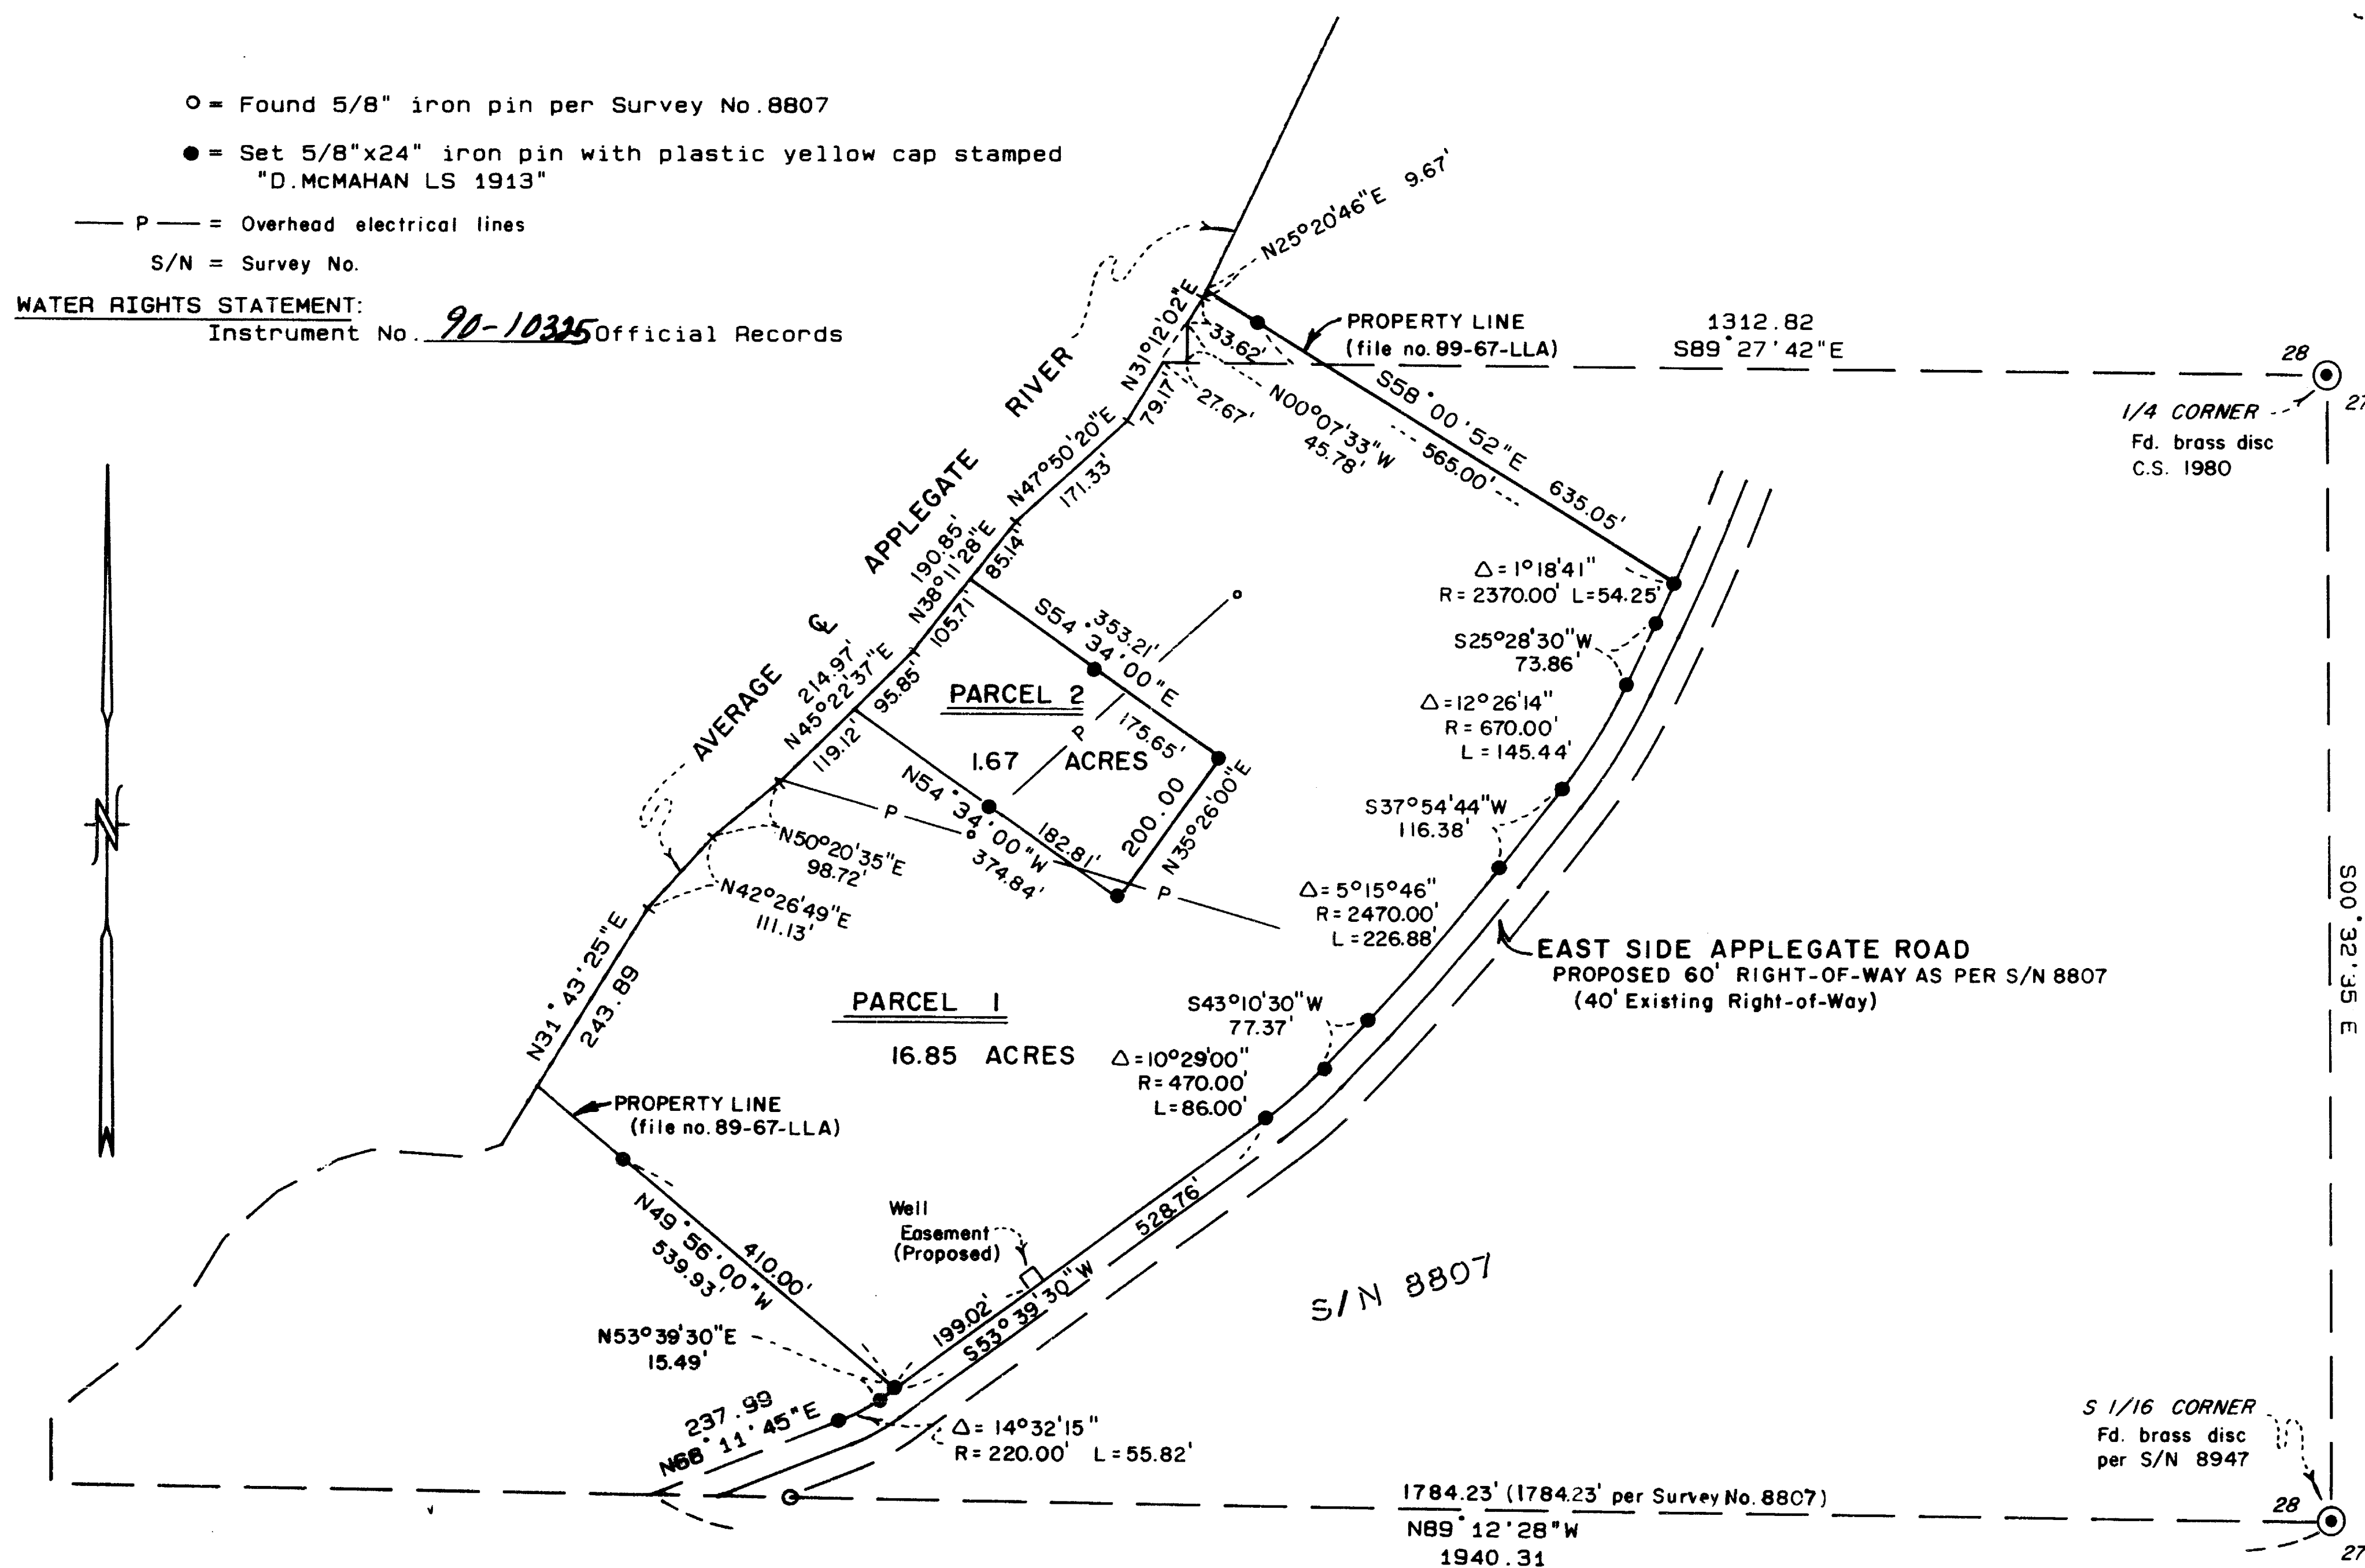 O = Found 5/8" iron pin per Survey No.8807
● = Set 5/8"x24" iron pin with plastic yellow cap stamped
"D.McMAHAN LS 1913"
— P — = Overhead electrical lines
S/N = Survey No.
WATER RIGHTS STATEMENT:
Instrument No. 90-10325 Official Records
N25°20'46"E 9.67'
N31°12'02"E
79.17'
33.62'
27.67'
N00°07'33"W
45.78'
PROPERTY LINE
(file no. 89-67-LLA)
1312.82
S89°27'42"E
28
27
1/4 CORNER
Fd. brass disc
C.S. 1980
S58°00'52"E
565.00'
635.05'
AVERAGE ℄ APPLEGATE RIVER
N47°50'20"E
171.33'
190.85'
N38°11'28"E
85.14'
105.71'
214.97'
N45°22'37"E
95.85'
119.12'
353.21'
S54°34'00"E
175.65'
PARCEL 2
1.67 ACRES
P
200.00
N35°26'00"E
N54°34'00"W
182.81'
374.84'
P
P
N50°20'35"E
98.72'
N42°26'49"E
111.13'
N31°43'25"E
243.89
Δ=1°18'41"
R=2370.00' L=54.25'
S25°28'30"W
73.86'
Δ=12°26'14"
R=670.00'
L=145.44'
S37°54'44"W
116.38'
Δ=5°15°46"
R=2470.00'
L=226.88'
EAST SIDE APPLEGATE ROAD
PROPOSED 60' RIGHT-OF-WAY AS PER S/N 8807
(40' Existing Right-of-Way)
S00°32'35 E
N
PARCEL 1
16.85 ACRES
S43°10'30"W
77.37'
Δ=10°29'00"
R=470.00'
L=86.00'
PROPERTY LINE
(file no. 89-67-LLA)
N49°56'00"W
410.00'
539.93'
Well
Easement
(Proposed)
528.76'
199.02'
S53°39'30"W
S/N 8807
N53°39'30"E
15.49'
237.99
N68°11'45"E
Δ=14°32'15"
R=220.00' L=55.82'
S 1/16 CORNER
Fd. brass disc
per S/N 8947
1784.23' (1784.23' per Survey No. 8807)
N89°12'28"W
1940.31
28
27